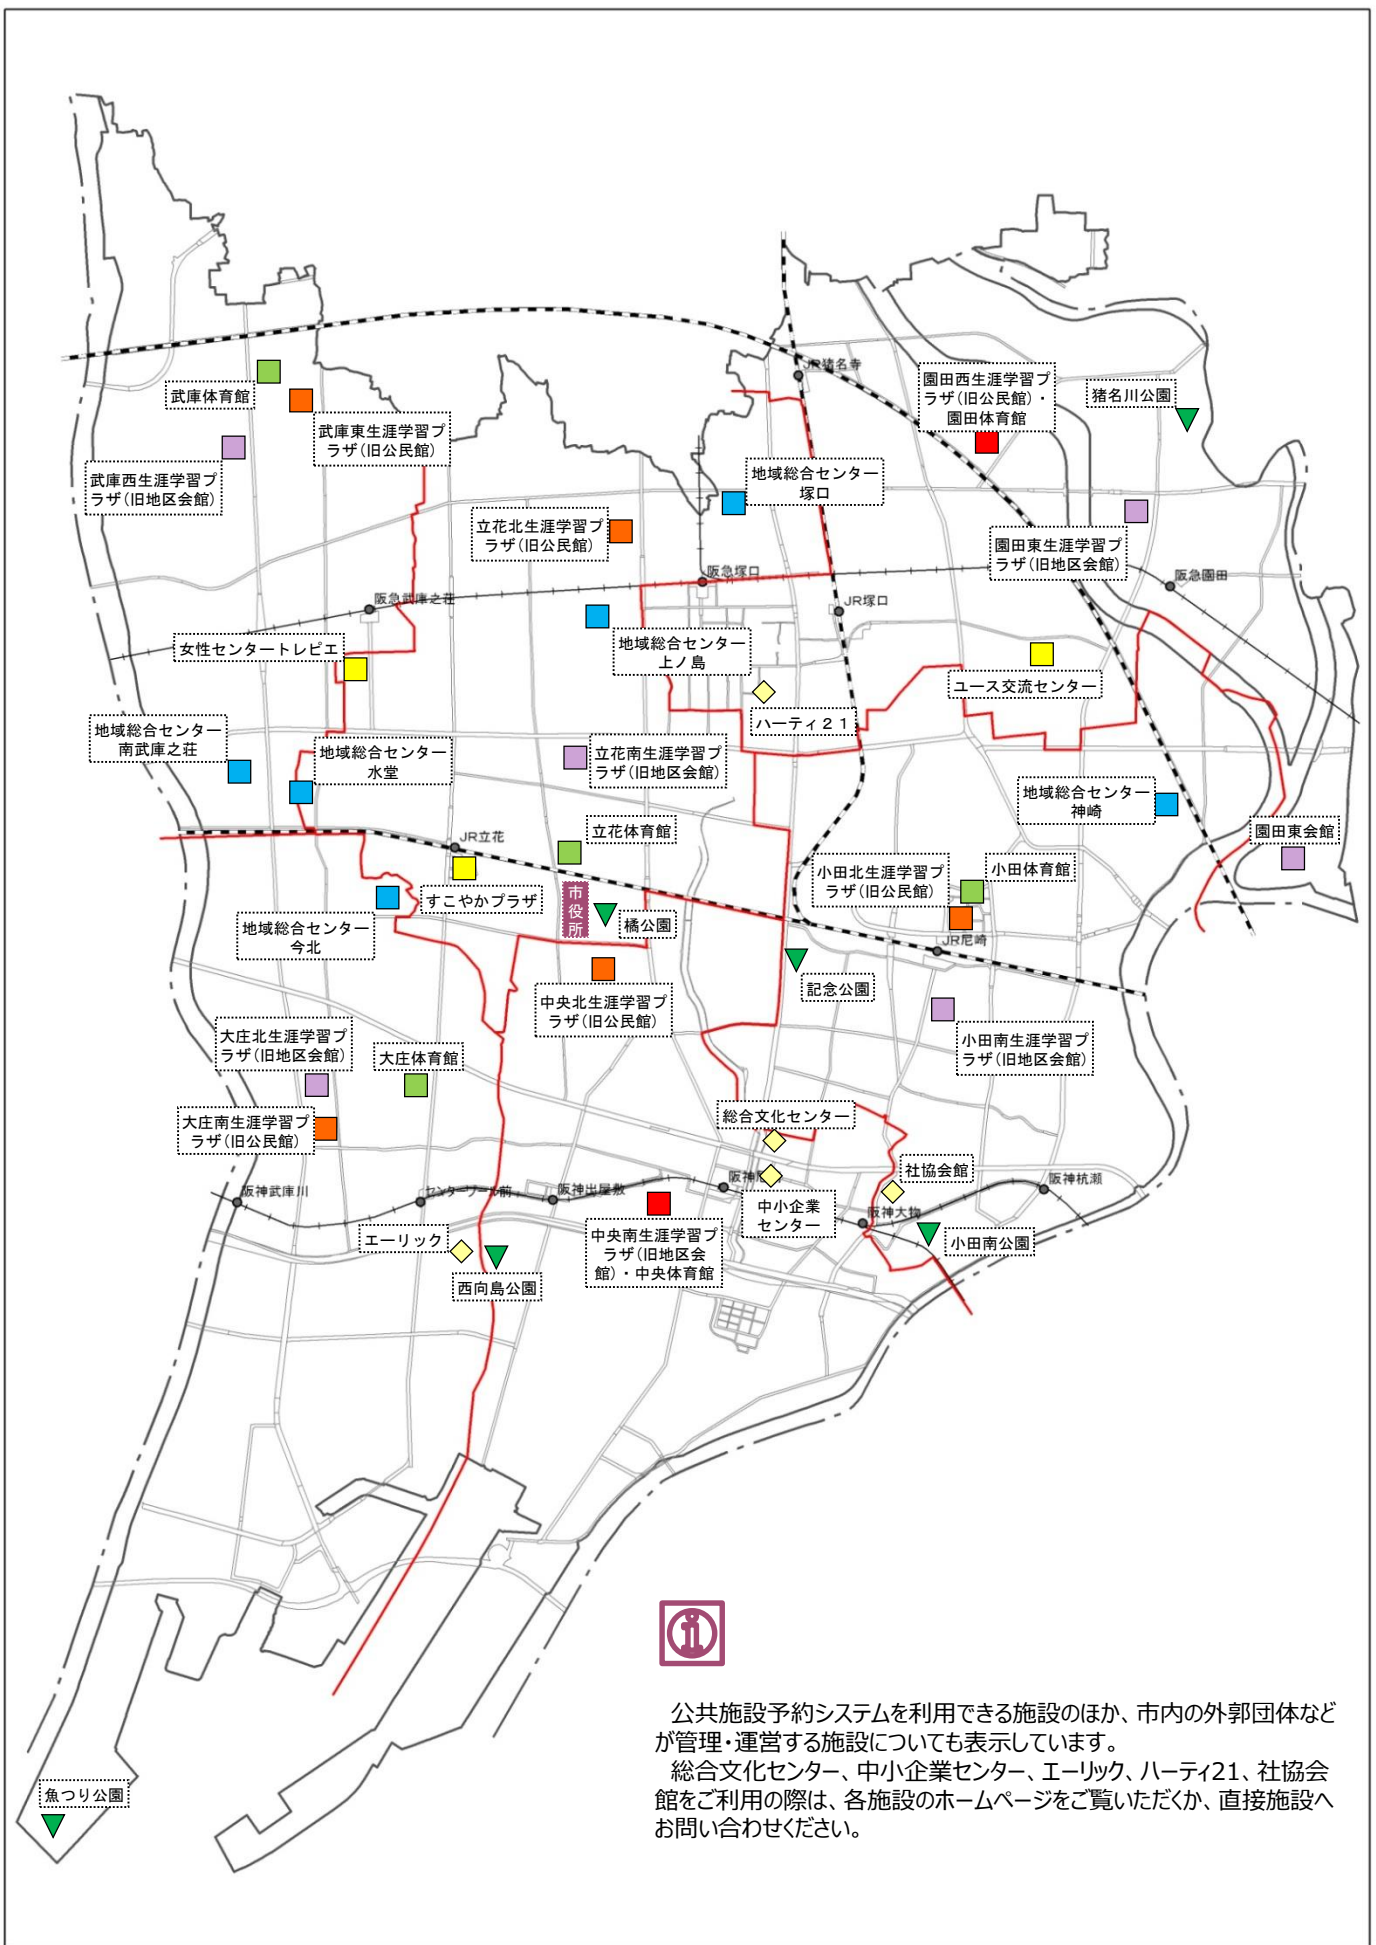 JR猪名寺
園田西生涯学習プ
ラザ(旧公民館)・
園田体育館
猪名川公園
武庫体育館
武庫東生涯学習プ
ラザ(旧公民館)
武庫西生涯学習プ
ラザ(旧地区会館)
地域総合センター
塚口
立花北生涯学習プ
ラザ(旧公民館)
園田東生涯学習プ
ラザ(旧地区会館)
阪急塚口
阪急園田
阪急武庫之荘
JR塚口
女性センタートレピエ
地域総合センター
上ノ島
ユース交流センター
ハーティ２１
地域総合センター
南武庫之荘
地域総合センター
水堂
立花南生涯学習プ
ラザ(旧地区会館)
地域総合センター
神崎
立花体育館
園田東会館
JR立花
小田北生涯学習プ
ラザ(旧公民館)
小田体育館
すこやかプラザ
市役所
橘公園
地域総合センター
今北
JR尼崎
記念公園
中央北生涯学習プ
ラザ(旧公民館)
大庄北生涯学習プ
ラザ(旧地区会館)
大庄体育館
小田南生涯学習プ
ラザ(旧地区会館)
大庄南生涯学習プ
ラザ(旧公民館)
総合文化センター
社協会館
阪神武庫川
センタープール前
阪神出屋敷
阪神
阪神杭瀬
中小企業
センター
阪神大物
エーリック
中央南生涯学習プ
ラザ(旧地区会
館)・中央体育館
小田南公園
西向島公園
公共施設予約システムを利用できる施設のほか、市内の外郭団体など
が管理・運営する施設についても表示しています。
総合文化センター、中小企業センター、エーリック、ハーティ21、社協会
館をご利用の際は、各施設のホームページをご覧いただくか、直接施設へ
お問い合わせください。
魚つり公園